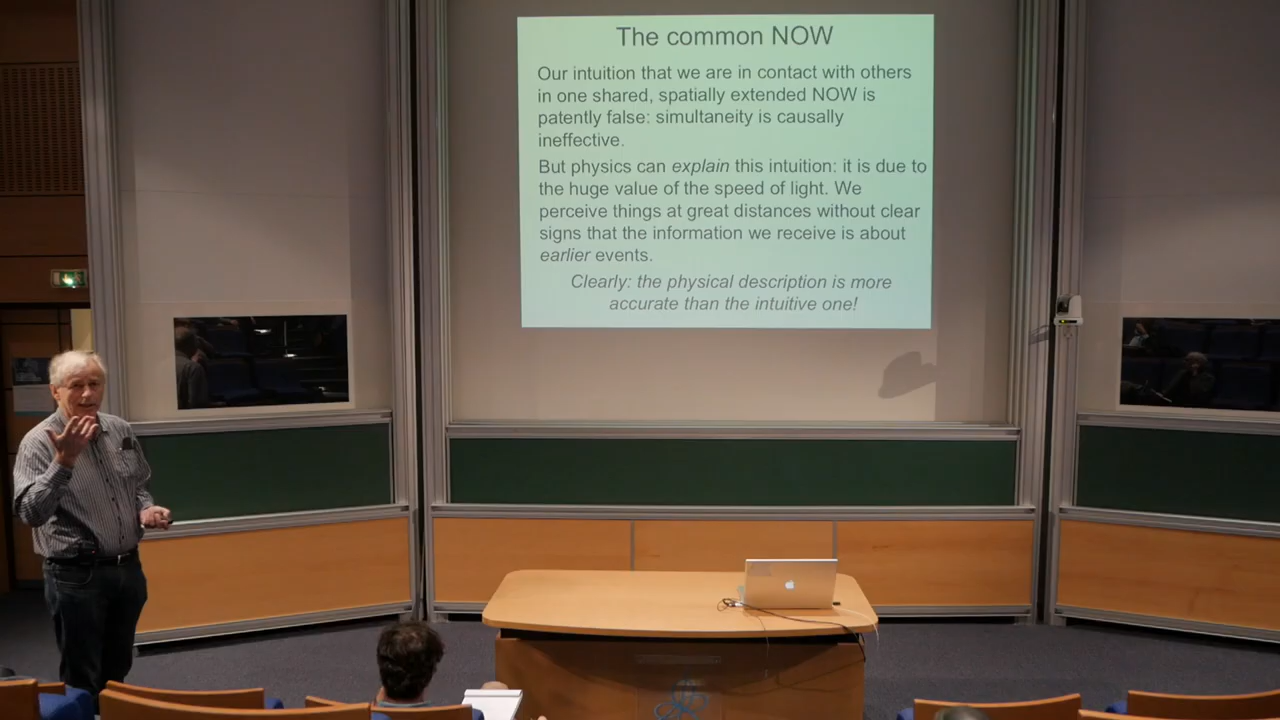 The common NOW
Our intuition that we are in contact with others
in one shared, spatially extended NOW is
patently false: simultaneity is causally
ineffective.
But physics can explain this intuition: it is due to
the huge value of the speed of light. We
perceive things at great distances without clear
signs that the information we receive is about
earlier events.
Clearly: the physical description is more
accurate than the intuitive one!